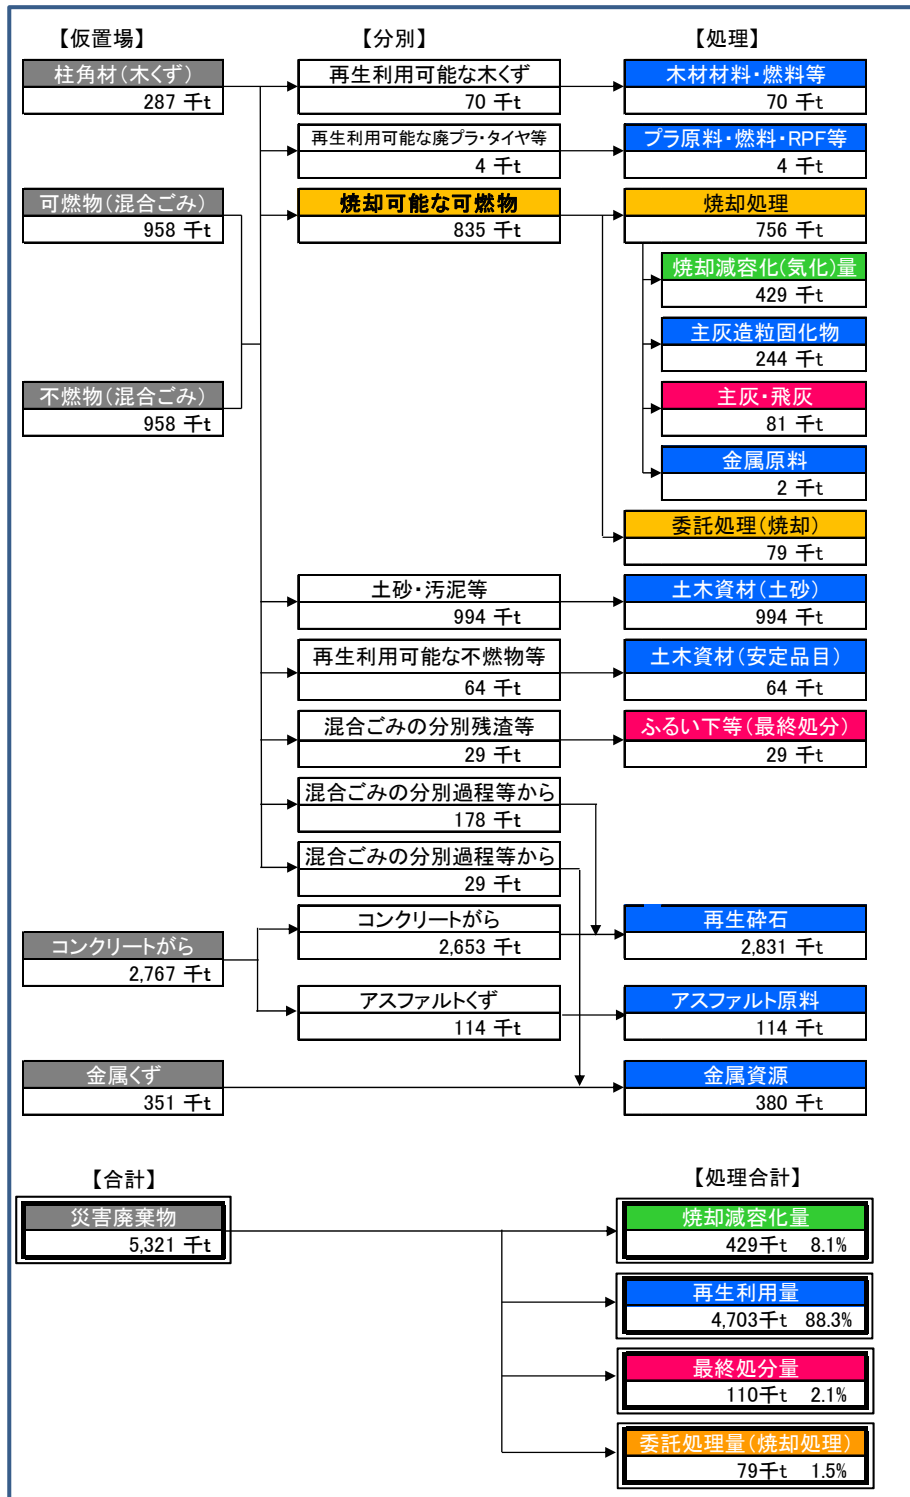 【仮置場】 【分別】 【処理】
柱角材(木くず) 再生利用可能な木くず 木材材料・燃料等
287 千t 70 千t 70 千t
再生利用可能な廃プラ・タイヤ等 プラ原料・燃料・RPF等
4 千t 4 千t
可燃物(混合ごみ) 焼却可能な可燃物 焼却処理
958 千t 835 千t 756 千t
焼却減容化(気化)量
429 千t
主灰造粒固化物
244 千t
不燃物(混合ごみ) 主灰・飛灰
958 千t 81 千t
金属原料
2 千t
委託処理(焼却)
79 千t
土砂・汚泥等 土木資材(土砂)
994 千t 994 千t
再生利用可能な不燃物等 土木資材(安定品目)
64 千t 64 千t
混合ごみの分別残渣等 ふるい下等(最終処分)
29 千t 29 千t
混合ごみの分別過程等から
178 千t
混合ごみの分別過程等から
29 千t
コンクリートがら コンクリートがら 再生砕石
2,767 千t 2,653 千t 2,831 千t
アスファルトくず アスファルト原料
114 千t 114 千t
金属くず 金属資源
351 千t 380 千t
【合計】 【処理合計】
災害廃棄物 焼却減容化量
5,321 千t 429千t 8.1%
再生利用量
4,703千t 88.3%
最終処分量
110千t 2.1%
委託処理量(焼却処理)
79千t 1.5%